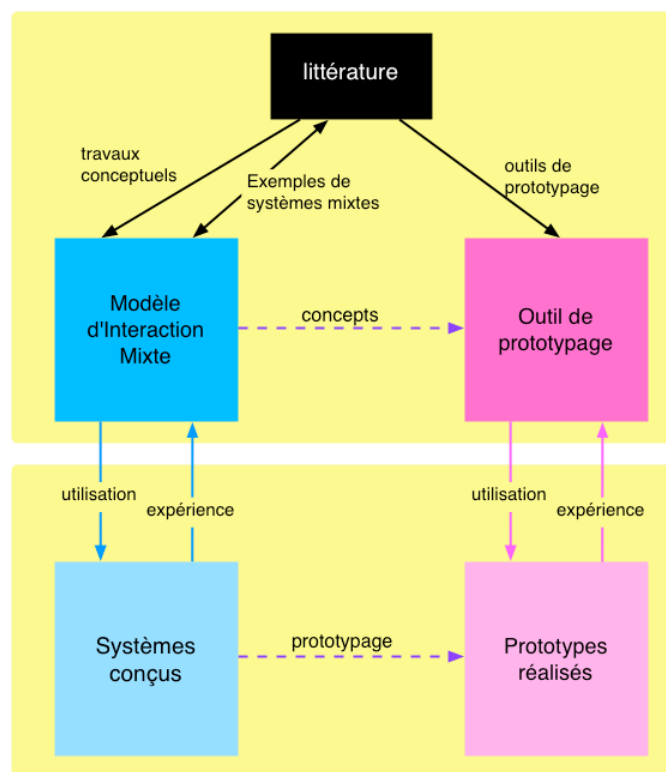 littérature
travaux
conceptuels
Exemples de
systèmes mixtes
outils de
prototypage
Modèle
d'Interaction
Mixte
concepts
Outil de
prototypage
utilisation
expérience
utilisation
expérience
Systèmes
conçus
prototypage
Prototypes
réalisés